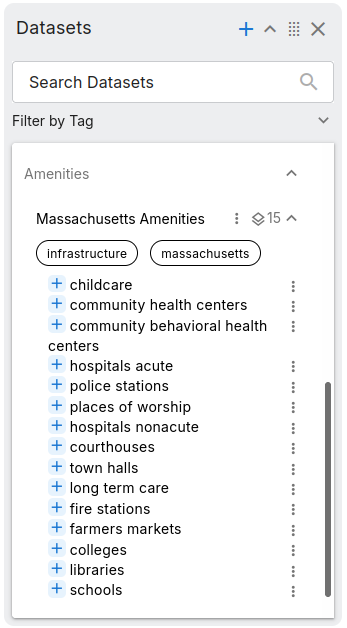 Datasets
Search Datasets
Filter by Tag
Amenities
Massachusetts Amenities 15
infrastructure massachusetts
childcare
community health centers
community behavioral health
centers
hospitals acute
police stations
places of worship
hospitals nonacute
courthouses
town halls
long term care
fire stations
farmers markets
colleges
libraries
schools